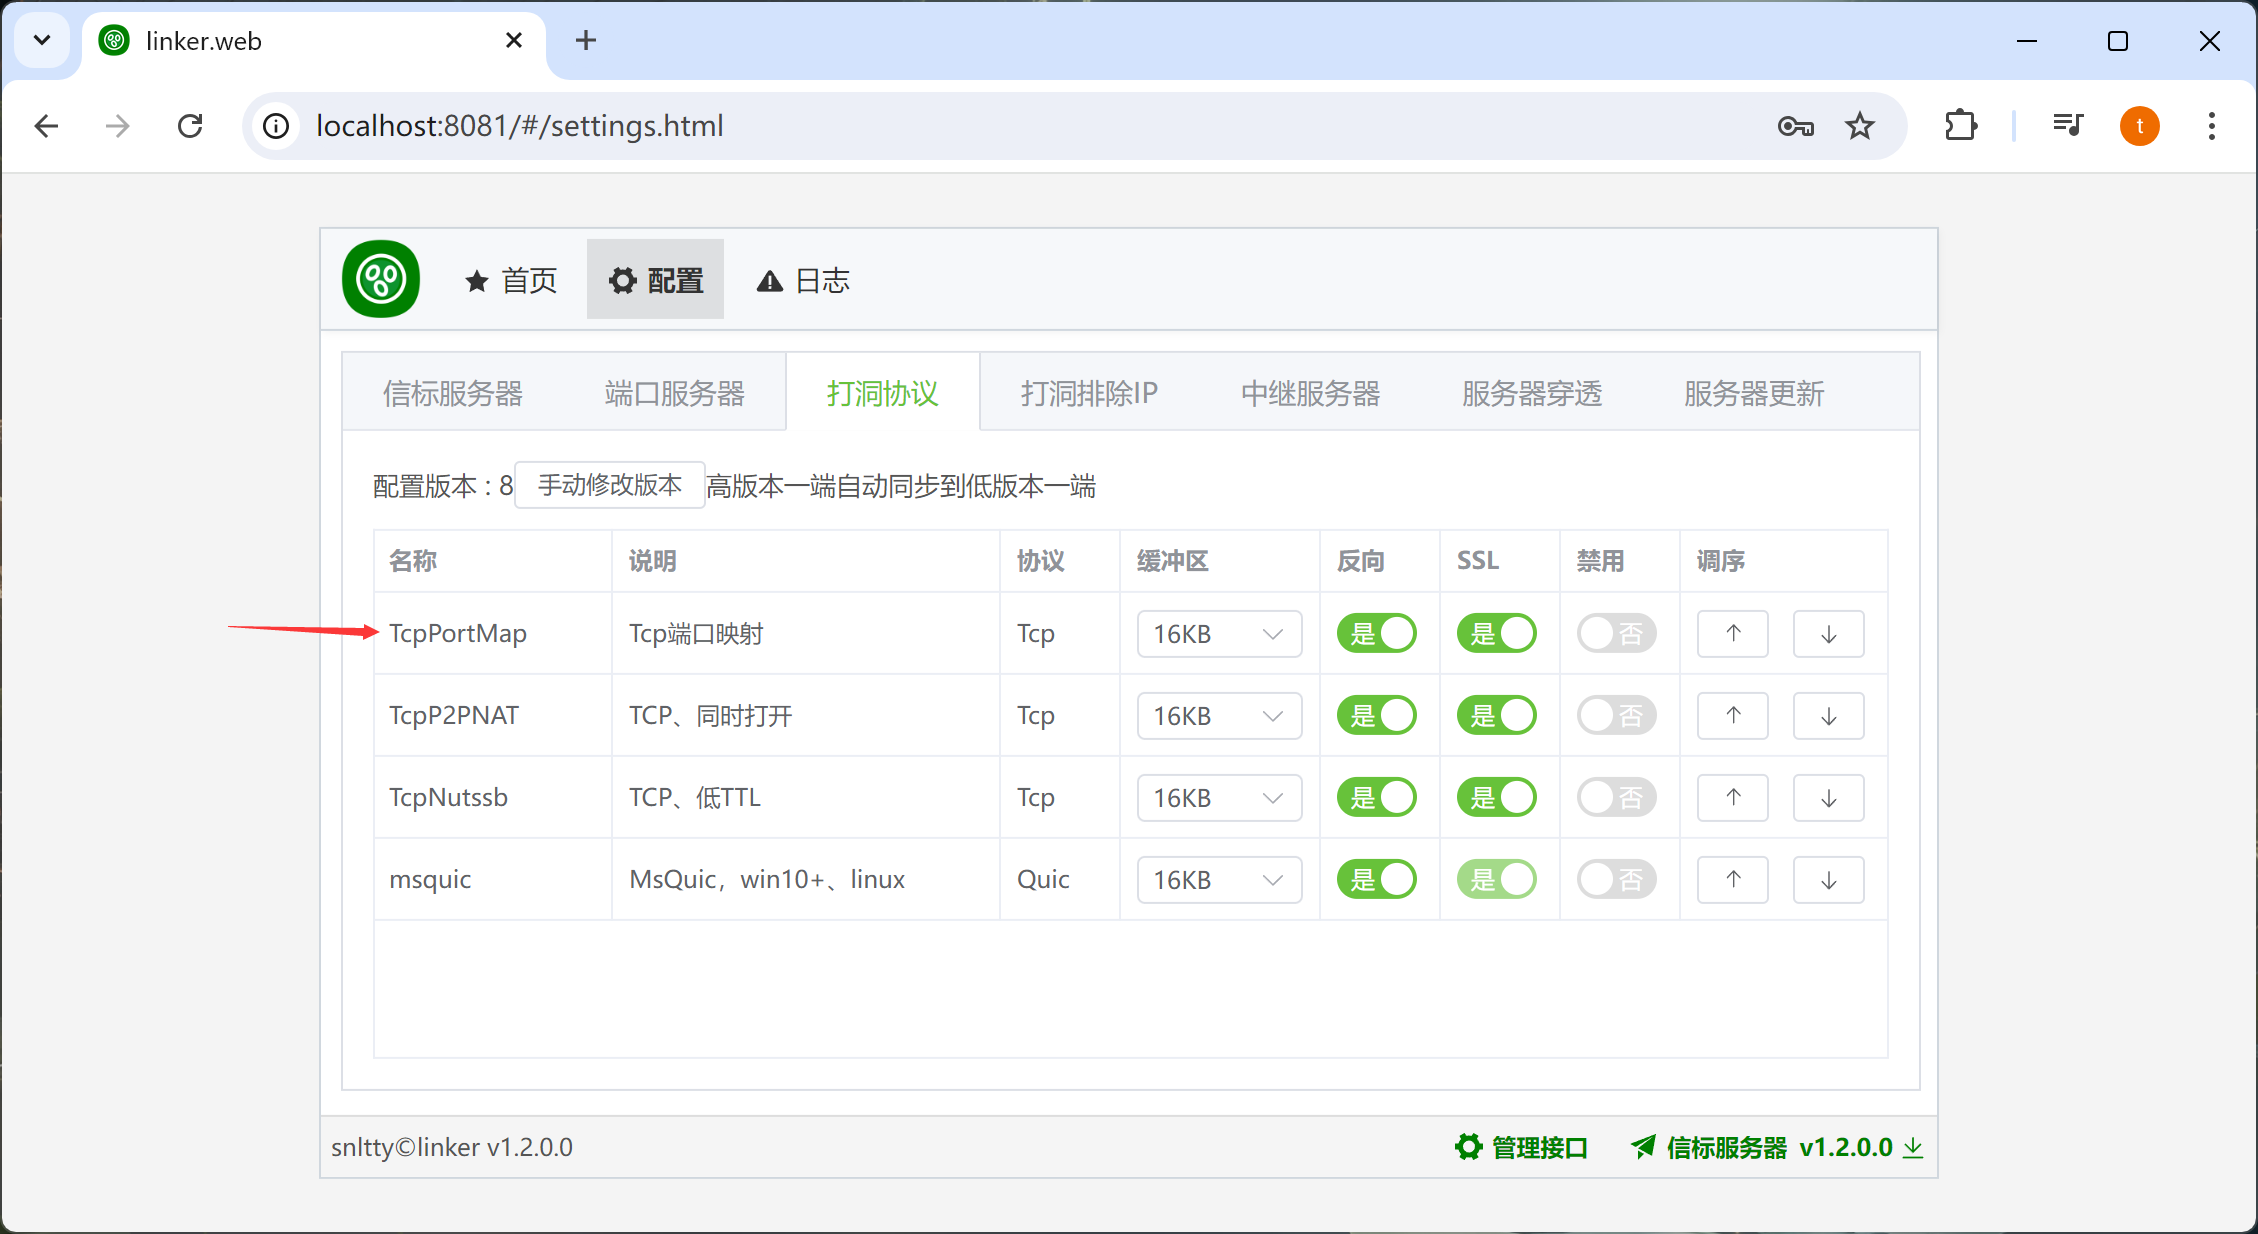 linker.web
localhost:8081/#/settings.html
t
首页 配置 日志
信标服务器 端口服务器 打洞协议 打洞排除IP 中继服务器 服务器穿透 服务器更新
配置版本 : 8 手动修改版本 高版本一端自动同步到低版本一端
名称 说明 协议 缓冲区 反向 SSL 禁用 调序
TcpPortMap Tcp端口映射 Tcp 16KB 是 是 否 ↑ ↓
TcpP2PNAT TCP、同时打开 Tcp 16KB 是 是 否 ↑ ↓
TcpNutssb TCP、低TTL Tcp 16KB 是 是 否 ↑ ↓
msquic MsQuic，win10+、linux Quic 16KB 是 是 否 ↑ ↓
snltty©linker v1.2.0.0 管理接口 信标服务器 v1.2.0.0